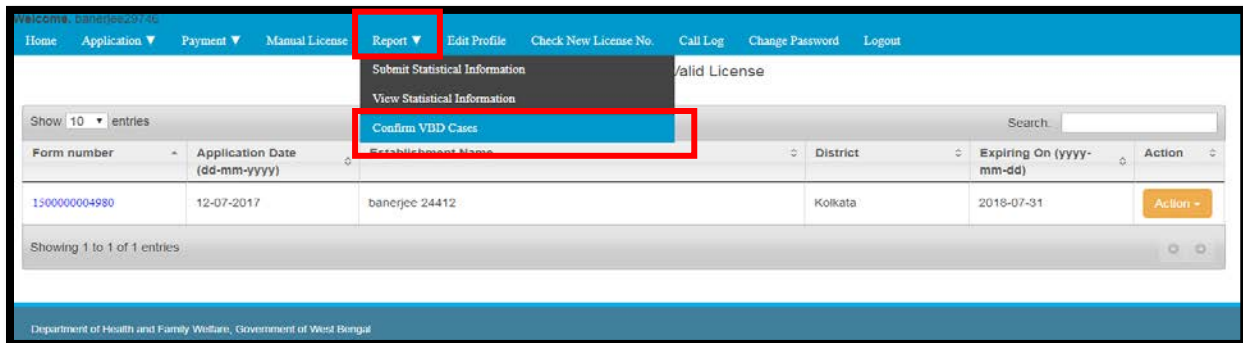 Welcome, banerjee29746
Home Application ▼ Payment ▼ Manual License Report ▼ Edit Profile Check New License No. Call Log Change Password Logout
Submit Statistical Information
Valid License
View Statistical Information
Show 10 ▼ entries
Confirm VBD Cases
Search:
Form number Application Date (dd-mm-yyyy) Establishment Name District Expiring On (yyyy-mm-dd) Action
1500000004980 12-07-2017 banerjee 24412 Kolkata 2018-07-31 Action
Showing 1 to 1 of 1 entries
Department of Health and Family Welfare, Government of West Bengal